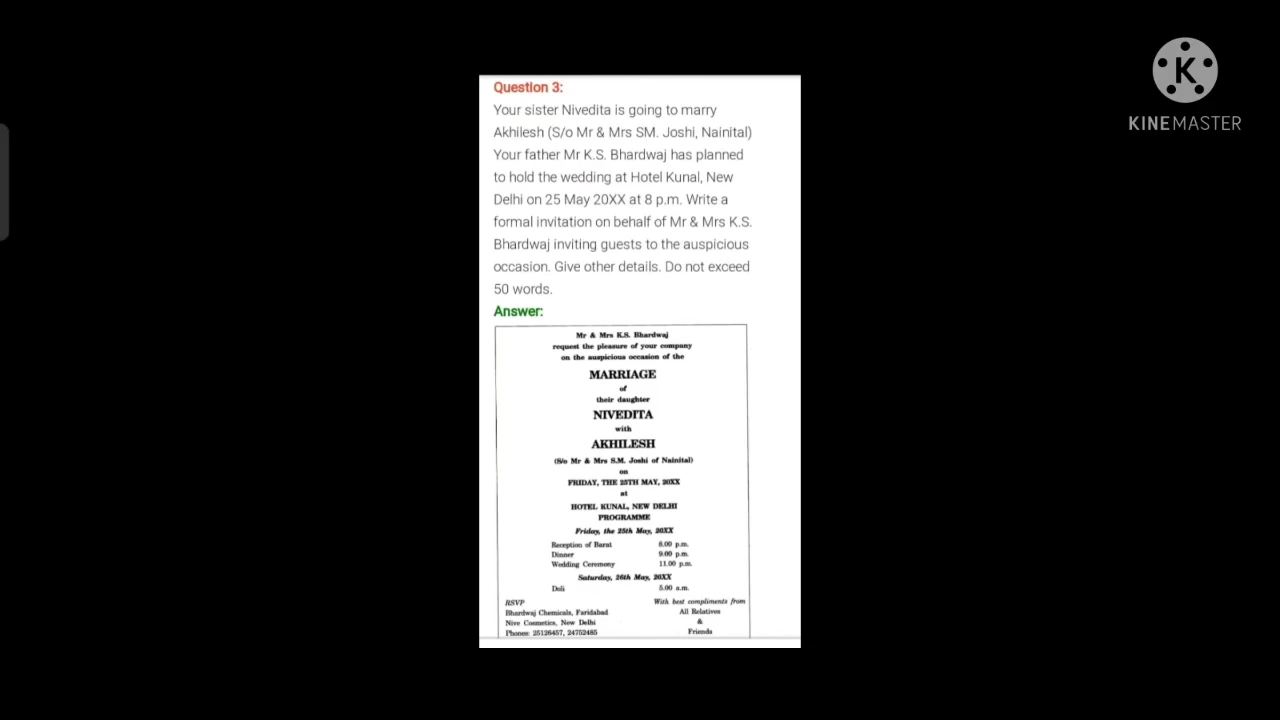 Question 3:
Your sister Nivedita is going to marry
Akhilesh (S/o Mr & Mrs SM. Joshi, Nainital)
Your father Mr K.S. Bhardwaj has planned
to hold the wedding at Hotel Kunal, New
Delhi on 25 May 20XX at 8 p.m. Write a
formal invitation on behalf of Mr & Mrs K.S.
Bhardwaj inviting guests to the auspicious
occasion. Give other details. Do not exceed
50 words.
Answer:
Mr & Mrs K.S. Bhardwaj
request the pleasure of your company
on the auspicious occasion of the
MARRIAGE
of
their daughter
NIVEDITA
with
AKHILESH
(S/o Mr & Mrs S.M. Joshi of Nainital)
on
FRIDAY, THE 25TH MAY, 20XX
at
HOTEL KUNAL, NEW DELHI
PROGRAMME
Friday, the 25th May, 20XX
Reception of Barat 8.00 p.m.
Dinner 9.00 p.m.
Wedding Ceremony 11.00 p.m.
Saturday, 26th May, 20XX
Doli 5.00 a.m.
RSVP With best compliments from
Bhardwaj Chemicals, Faridabad All Relatives
Nive Cosmetics, New Delhi &
Phones: 25126457, 24752485 Friends
K
KINEMASTER